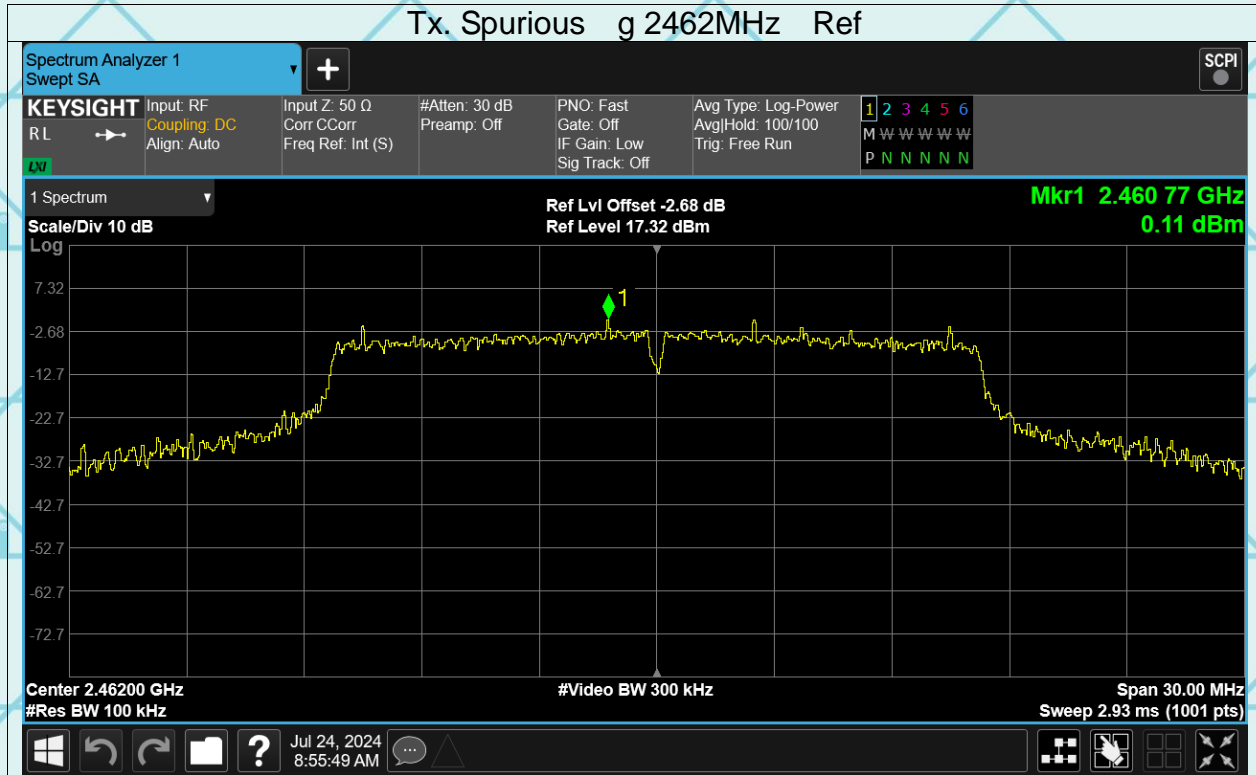 Tx. Spurious g 2462MHz Ref
Spectrum Analyzer 1
Swept SA
+
SCPI
KEYSIGHT
R L
LXI
Input: RF
Coupling: DC
Align: Auto
Input Z: 50 Ω
Corr CCorr
Freq Ref: Int (S)
#Atten: 30 dB
Preamp: Off
PNO: Fast
Gate: Off
IF Gain: Low
Sig Track: Off
Avg Type: Log-Power
Avg|Hold: 100/100
Trig: Free Run
1 2 3 4 5 6
M W W W W W
P N N N N N
1 Spectrum
Scale/Div 10 dB
Ref Lvl Offset -2.68 dB
Ref Level 17.32 dBm
Mkr1 2.460 77 GHz
0.11 dBm
Log
7.32
-2.68
-12.7
-22.7
-32.7
-42.7
-52.7
-62.7
-72.7
1
Center 2.46200 GHz
#Res BW 100 kHz
#Video BW 300 kHz
Span 30.00 MHz
Sweep 2.93 ms (1001 pts)
?
Jul 24, 2024
8:55:49 AM